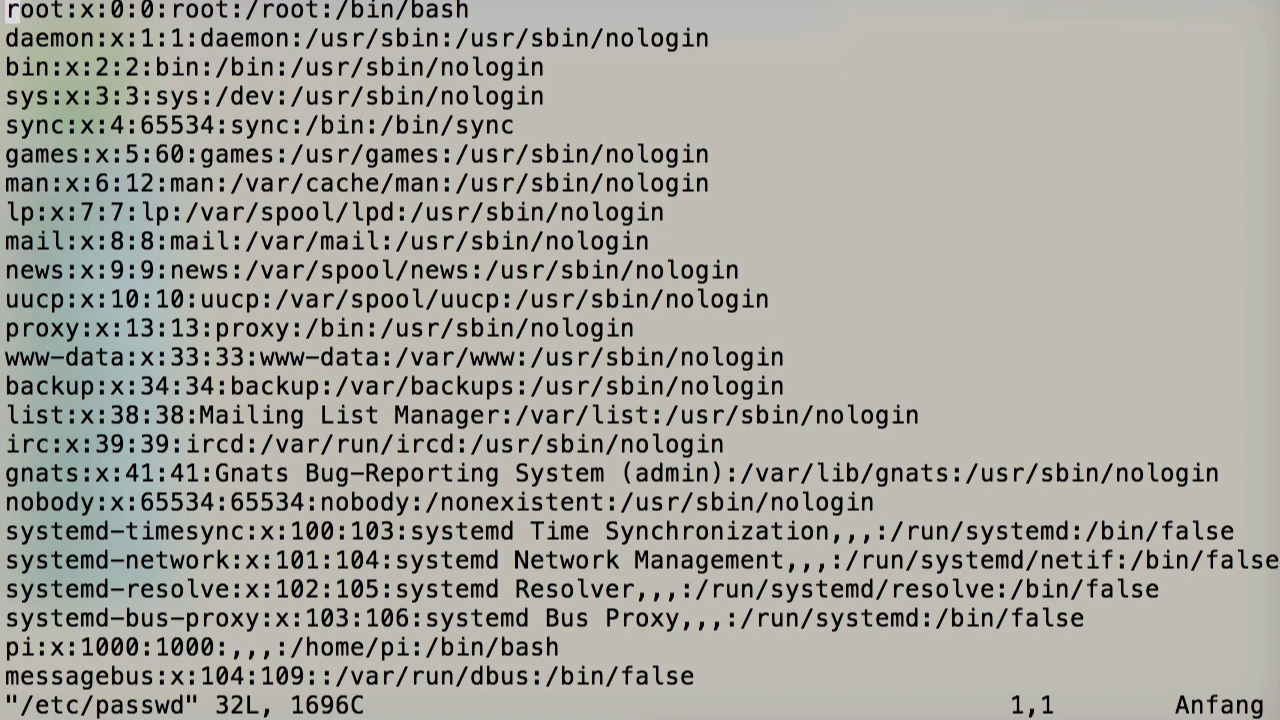 root:x:0:0:root:/root:/bin/bash
daemon:x:1:1:daemon:/usr/sbin:/usr/sbin/nologin
bin:x:2:2:bin:/bin:/usr/sbin/nologin
sys:x:3:3:sys:/dev:/usr/sbin/nologin
sync:x:4:65534:sync:/bin:/bin/sync
games:x:5:60:games:/usr/games:/usr/sbin/nologin
man:x:6:12:man:/var/cache/man:/usr/sbin/nologin
lp:x:7:7:lp:/var/spool/lpd:/usr/sbin/nologin
mail:x:8:8:mail:/var/mail:/usr/sbin/nologin
news:x:9:9:news:/var/spool/news:/usr/sbin/nologin
uucp:x:10:10:uucp:/var/spool/uucp:/usr/sbin/nologin
proxy:x:13:13:proxy:/bin:/usr/sbin/nologin
www-data:x:33:33:www-data:/var/www:/usr/sbin/nologin
backup:x:34:34:backup:/var/backups:/usr/sbin/nologin
list:x:38:38:Mailing List Manager:/var/list:/usr/sbin/nologin
irc:x:39:39:ircd:/var/run/ircd:/usr/sbin/nologin
gnats:x:41:41:Gnats Bug-Reporting System (admin):/var/lib/gnats:/usr/sbin/nologin
nobody:x:65534:65534:nobody:/nonexistent:/usr/sbin/nologin
systemd-timesync:x:100:103:systemd Time Synchronization,,,:/run/systemd:/bin/false
systemd-network:x:101:104:systemd Network Management,,,:/run/systemd/netif:/bin/false
systemd-resolve:x:102:105:systemd Resolver,,,:/run/systemd/resolve:/bin/false
systemd-bus-proxy:x:103:106:systemd Bus Proxy,,,:/run/systemd:/bin/false
pi:x:1000:1000:,,,:/home/pi:/bin/bash
messagebus:x:104:109::/var/run/dbus:/bin/false
"/etc/passwd" 32L, 1696C 1,1 Anfang